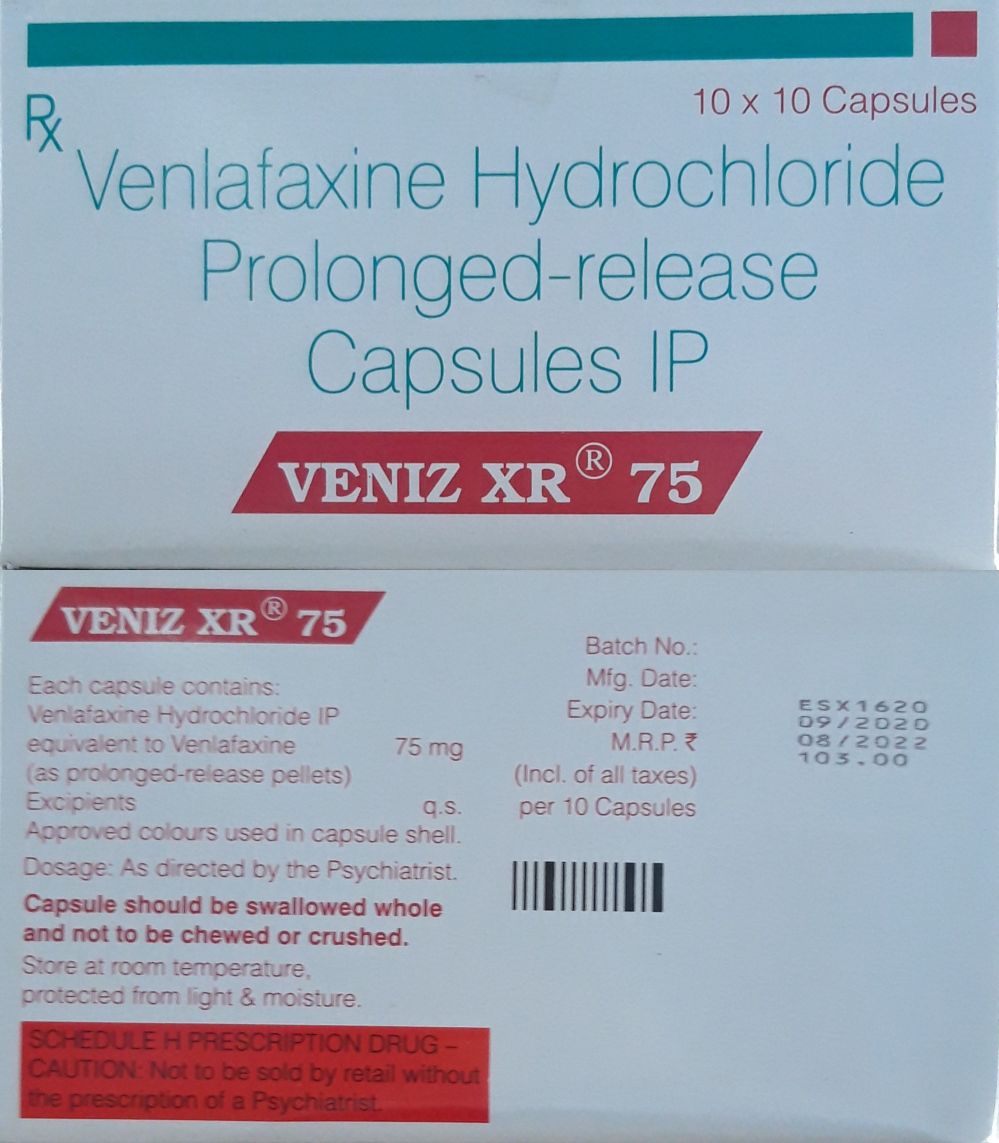 10 x 10 Capsules
Rx
Venlafaxine Hydrochloride
Prolonged-release
Capsules IP
VENIZ XR® 75
VENIZ XR® 75
Each capsule contains:
Venlafaxine Hydrochloride IP
equivalent to Venlafaxine 75 mg
(as prolonged-release pellets)
Excipients q.s.
Approved colours used in capsule shell.
Dosage: As directed by the Psychiatrist.
Capsule should be swallowed whole
and not to be chewed or crushed.
Store at room temperature,
protected from light & moisture.
SCHEDULE H PRESCRIPTION DRUG –
CAUTION: Not to be sold by retail without
the prescription of a Psychiatrist.
Batch No.:
Mfg. Date:
Expiry Date:
M.R.P. ₹
(Incl. of all taxes)
per 10 Capsules
ESX1620
09/2020
08/2022
103.00